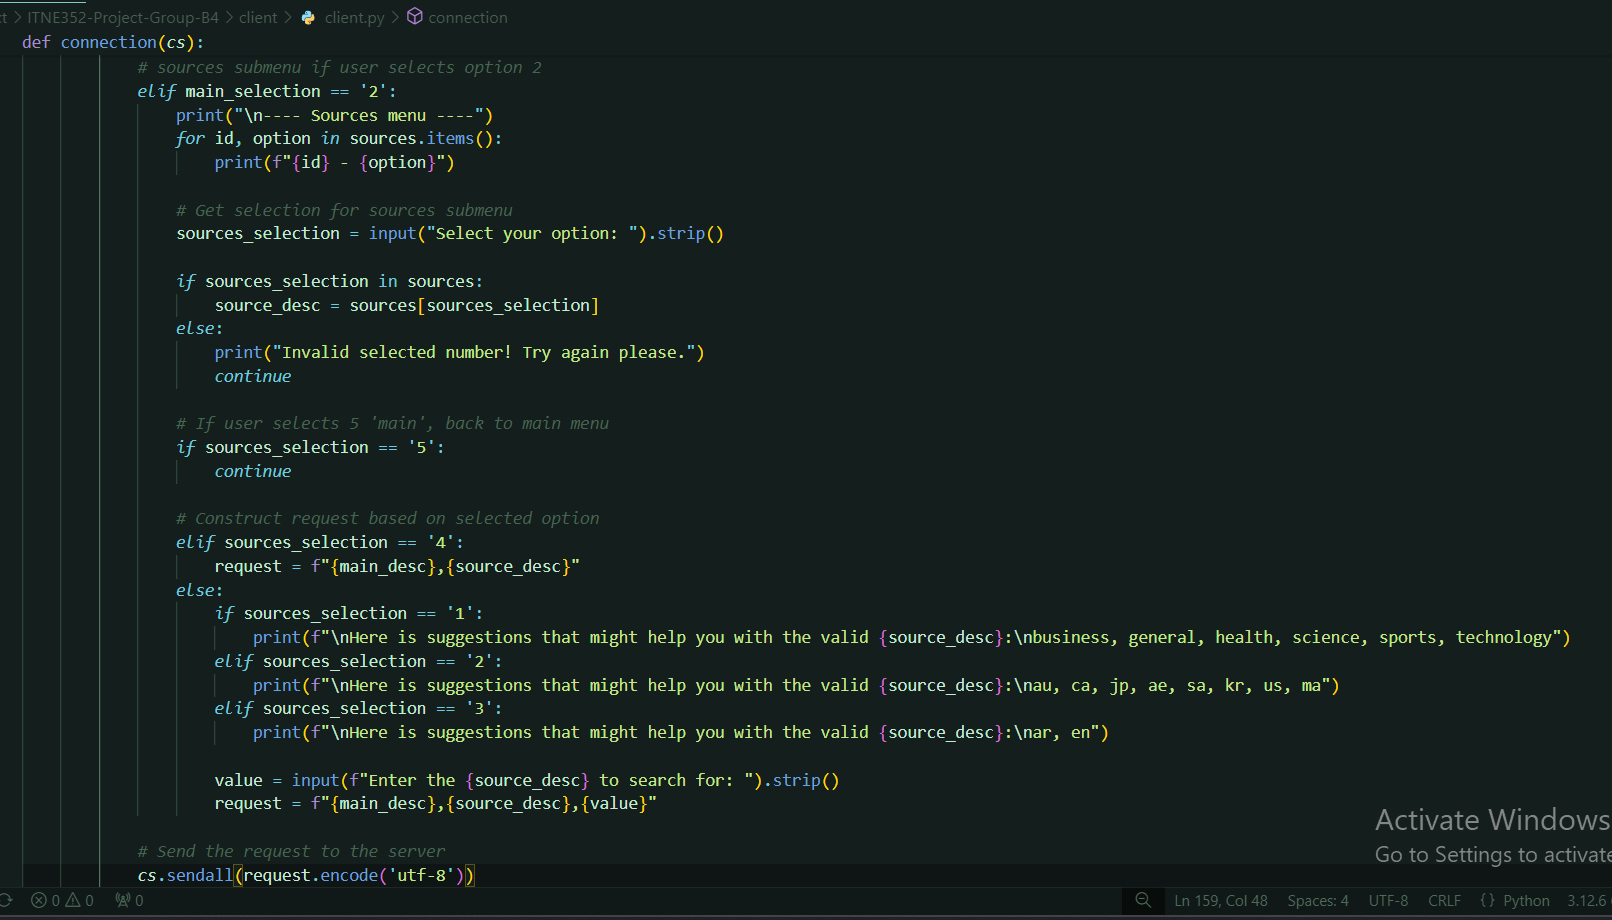 ct > ITNE352-Project-Group-B4 > client > client.py > connection
def connection(cs):
# sources submenu if user selects option 2
elif main_selection == '2':
print("\n---- Sources menu ----")
for id, option in sources.items():
print(f"{id} - {option}")
# Get selection for sources submenu
sources_selection = input("Select your option: ").strip()
if sources_selection in sources:
source_desc = sources[sources_selection]
else:
print("Invalid selected number! Try again please.")
continue
# If user selects 5 'main', back to main menu
if sources_selection == '5':
continue
# Construct request based on selected option
elif sources_selection == '4':
request = f"{main_desc},{source_desc}"
else:
if sources_selection == '1':
print(f"\nHere is suggestions that might help you with the valid {source_desc}:\nbusiness, general, health, science, sports, technology")
elif sources_selection == '2':
print(f"\nHere is suggestions that might help you with the valid {source_desc}:\nau, ca, jp, ae, sa, kr, us, ma")
elif sources_selection == '3':
print(f"\nHere is suggestions that might help you with the valid {source_desc}:\nar, en")
value = input(f"Enter the {source_desc} to search for: ").strip()
request = f"{main_desc},{source_desc},{value}"
Activate Windows
Go to Settings to activate
# Send the request to the server
cs.sendall(request.encode('utf-8'))
0 0 0 Ln 159, Col 48 Spaces: 4 UTF-8 CRLF {} Python 3.12.6